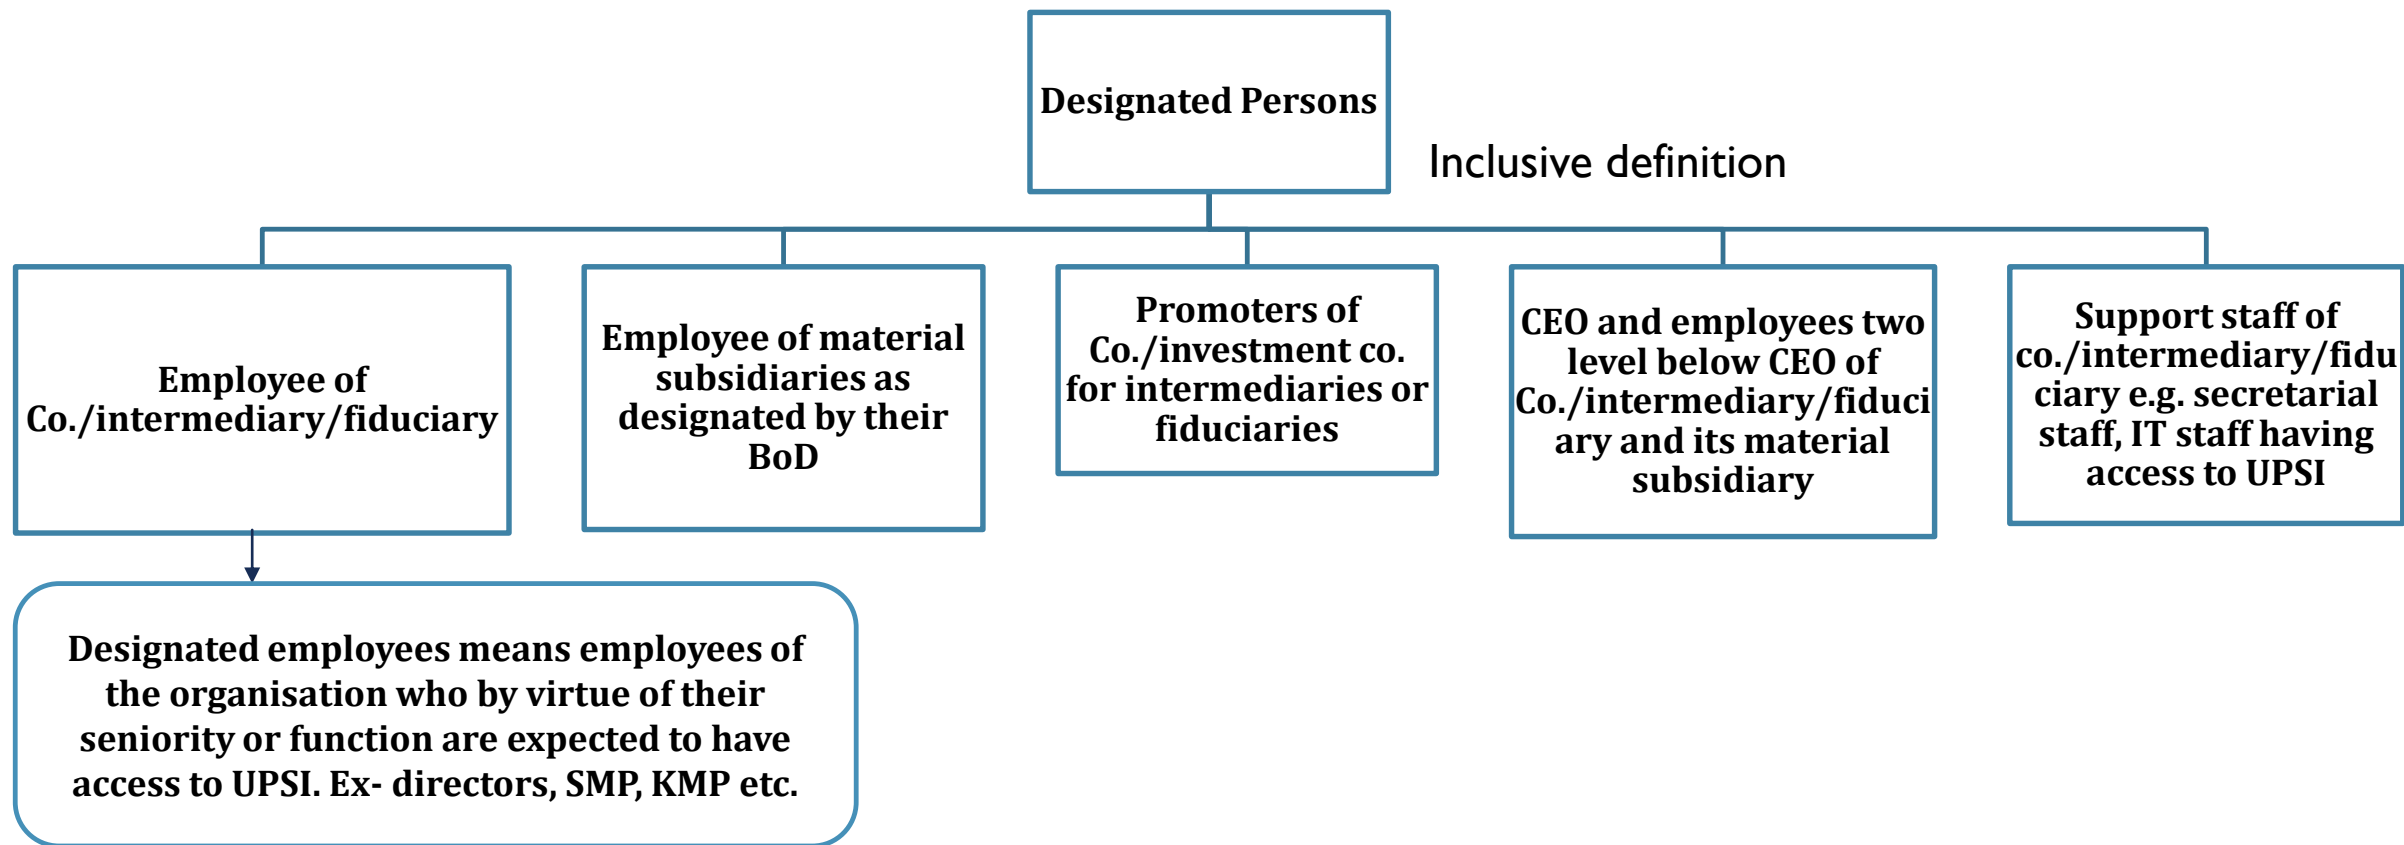 Designated Persons
Inclusive definition
Employee of
Co./intermediary/fiduciary
Employee of material
subsidiaries as
designated by their
BoD
Promoters of
Co./investment co.
for intermediaries or
fiduciaries
CEO and employees two
level below CEO of
Co./intermediary/fiduci
ary and its material
subsidiary
Support staff of
co./intermediary/fidu
ciary e.g. secretarial
staff, IT staff having
access to UPSI
Designated employees means employees of
the organisation who by virtue of their
seniority or function are expected to have
access to UPSI. Ex- directors, SMP, KMP etc.